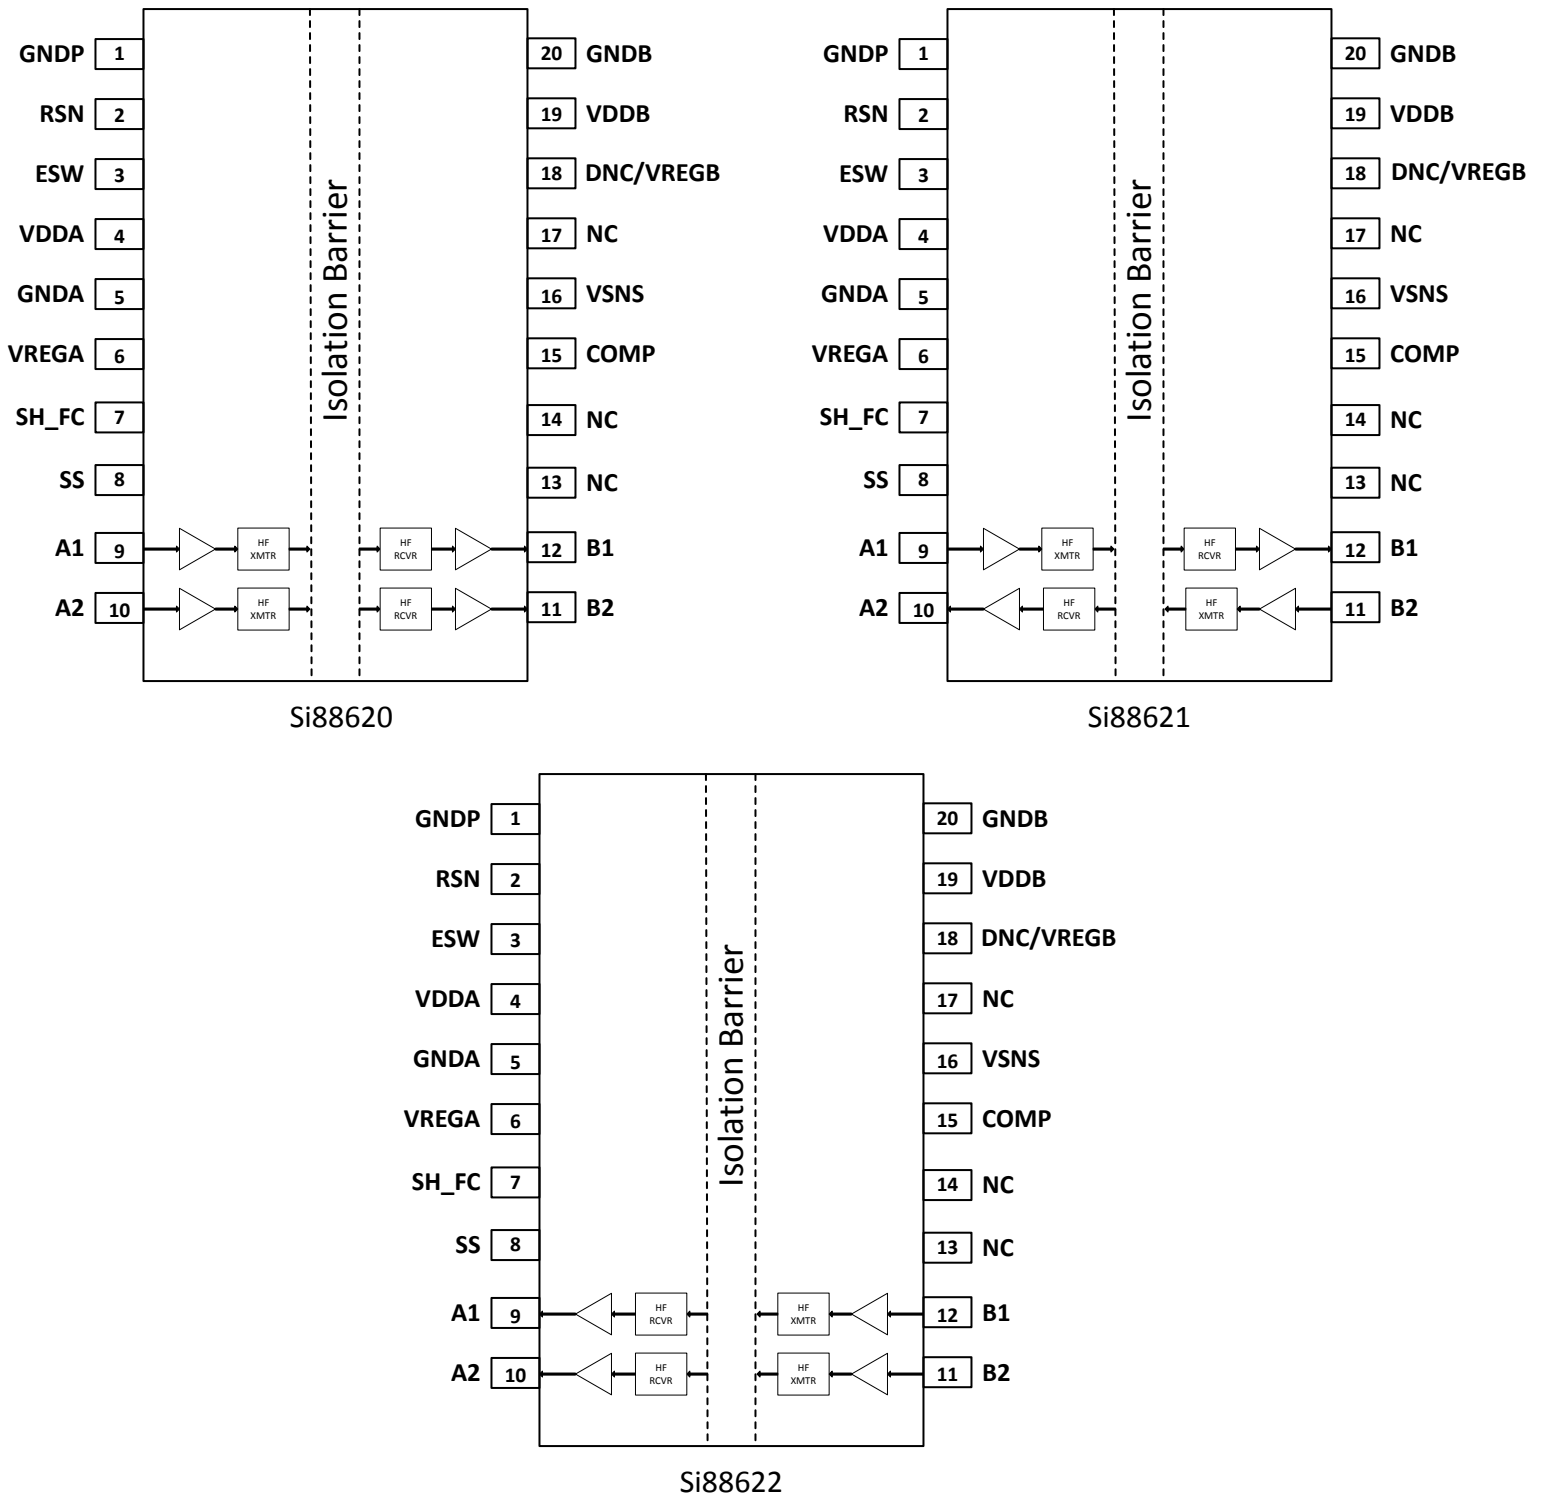 GNDP 1 20 GNDB
RSN 2 19 VDDB
ESW 3 18 DNC/VREGB
VDDA 4 17 NC
GNDA 5 16 VSNS
VREGA 6 15 COMP
SH_FC 7 14 NC
SS 8 13 NC
Isolation Barrier
A1 9 HF XMTR HF RCVR 12 B1
A2 10 HF XMTR HF RCVR 11 B2
Si88620
GNDP 1 20 GNDB
RSN 2 19 VDDB
ESW 3 18 DNC/VREGB
VDDA 4 17 NC
GNDA 5 16 VSNS
VREGA 6 15 COMP
SH_FC 7 14 NC
SS 8 13 NC
Isolation Barrier
A1 9 HF XMTR HF RCVR 12 B1
A2 10 HF RCVR HF XMTR 11 B2
Si88621
GNDP 1 20 GNDB
RSN 2 19 VDDB
ESW 3 18 DNC/VREGB
VDDA 4 17 NC
GNDA 5 16 VSNS
VREGA 6 15 COMP
SH_FC 7 14 NC
SS 8 13 NC
Isolation Barrier
A1 9 HF RCVR HF XMTR 12 B1
A2 10 HF RCVR HF XMTR 11 B2
Si88622